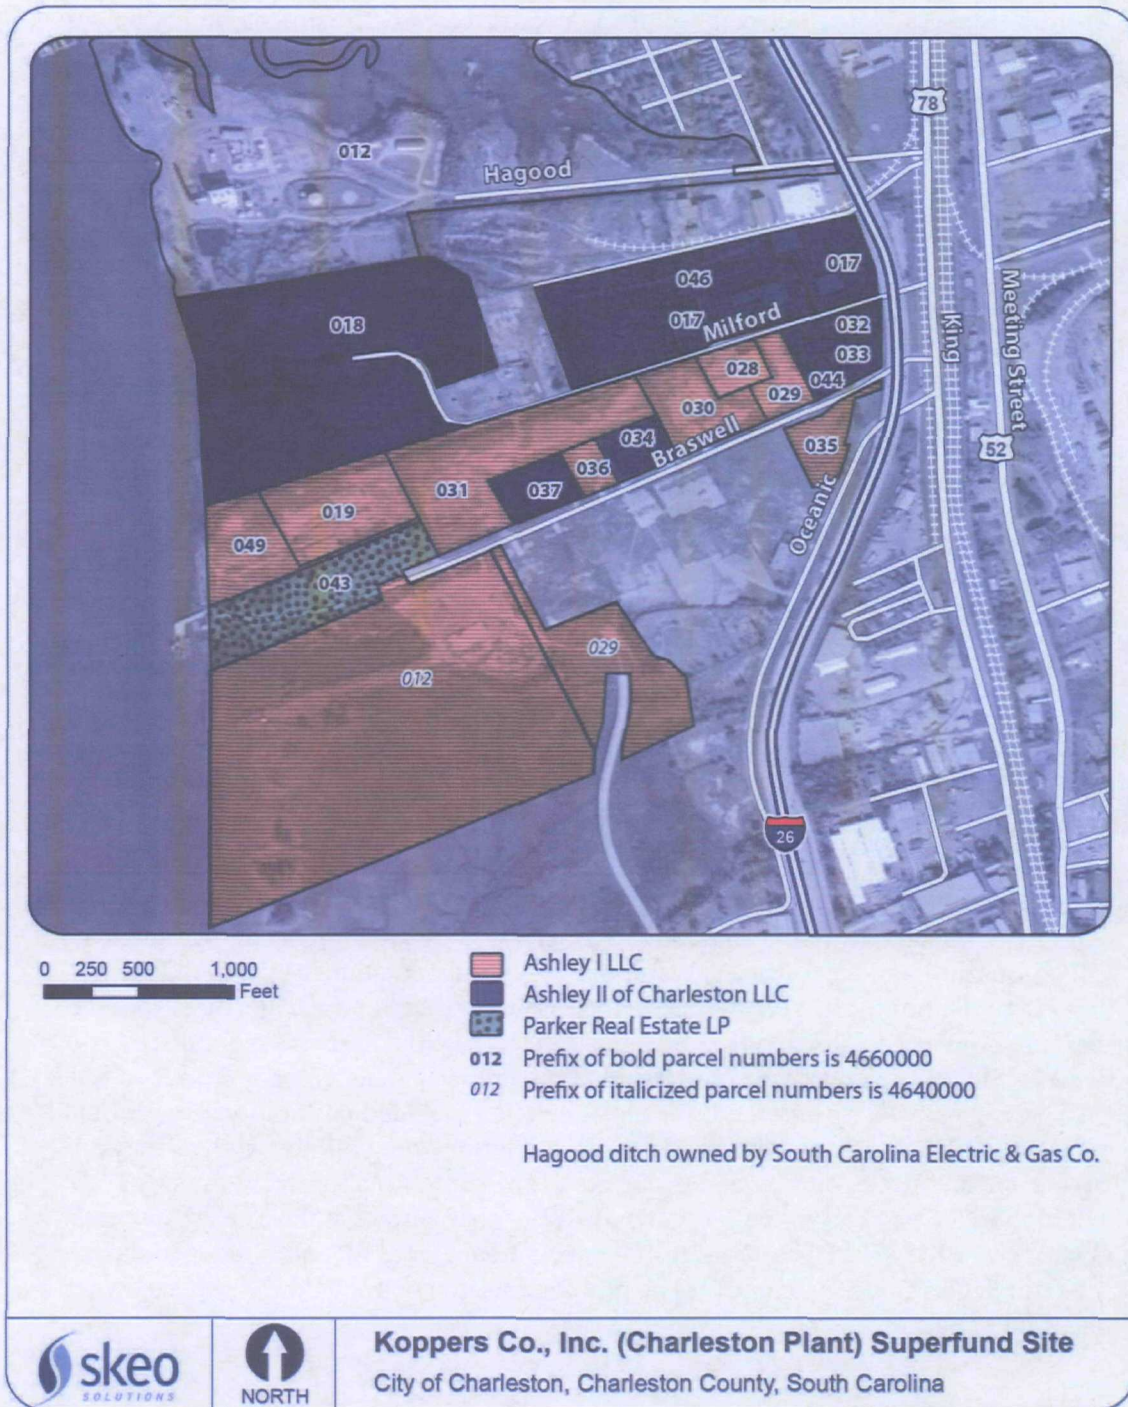 78
012
Hagood
046
017
018
017
Milford
032
033
King
Meeting Street
028
044
029
030
034
Braswell
035
52
036
031
037
019
Oceanic
049
043
029
012
26
0 250 500 1,000
Feet
Ashley I LLC
Ashley II of Charleston LLC
Parker Real Estate LP
012 Prefix of bold parcel numbers is 4660000
012 Prefix of italicized parcel numbers is 4640000
Hagood ditch owned by South Carolina Electric & Gas Co.
skeo
SOLUTIONS
NORTH
Koppers Co., Inc. (Charleston Plant) Superfund Site
City of Charleston, Charleston County, South Carolina